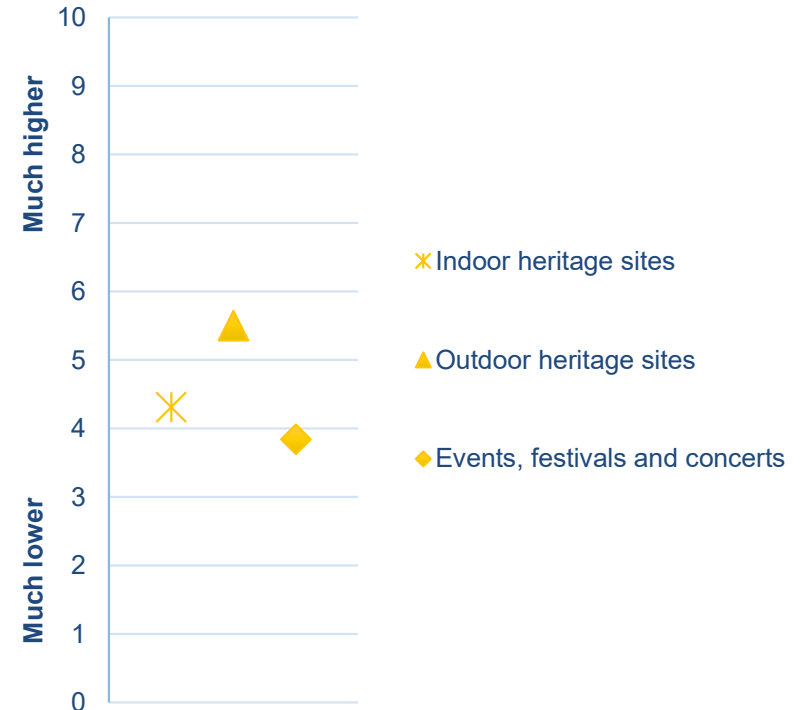 10
9
8
7
6
5
4
3
2
1
0
Much higher
Much lower
Indoor heritage sites
Outdoor heritage sites
Events, festivals and concerts